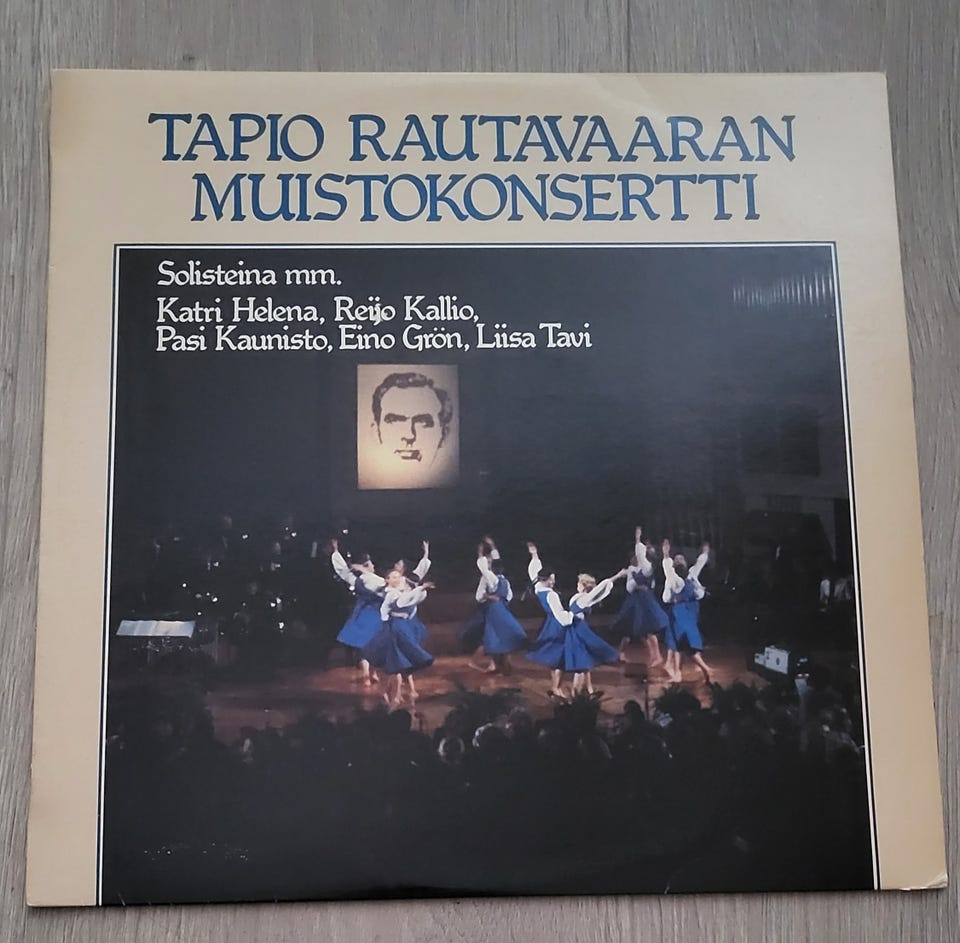 TAPIO RAUTAVAARAN
MUISTOKONSERTTI
Solisteina mm.
Katri Helena, Reijo Kallio,
Pasi Kaunisto, Eino Grön, Liisa Tavi